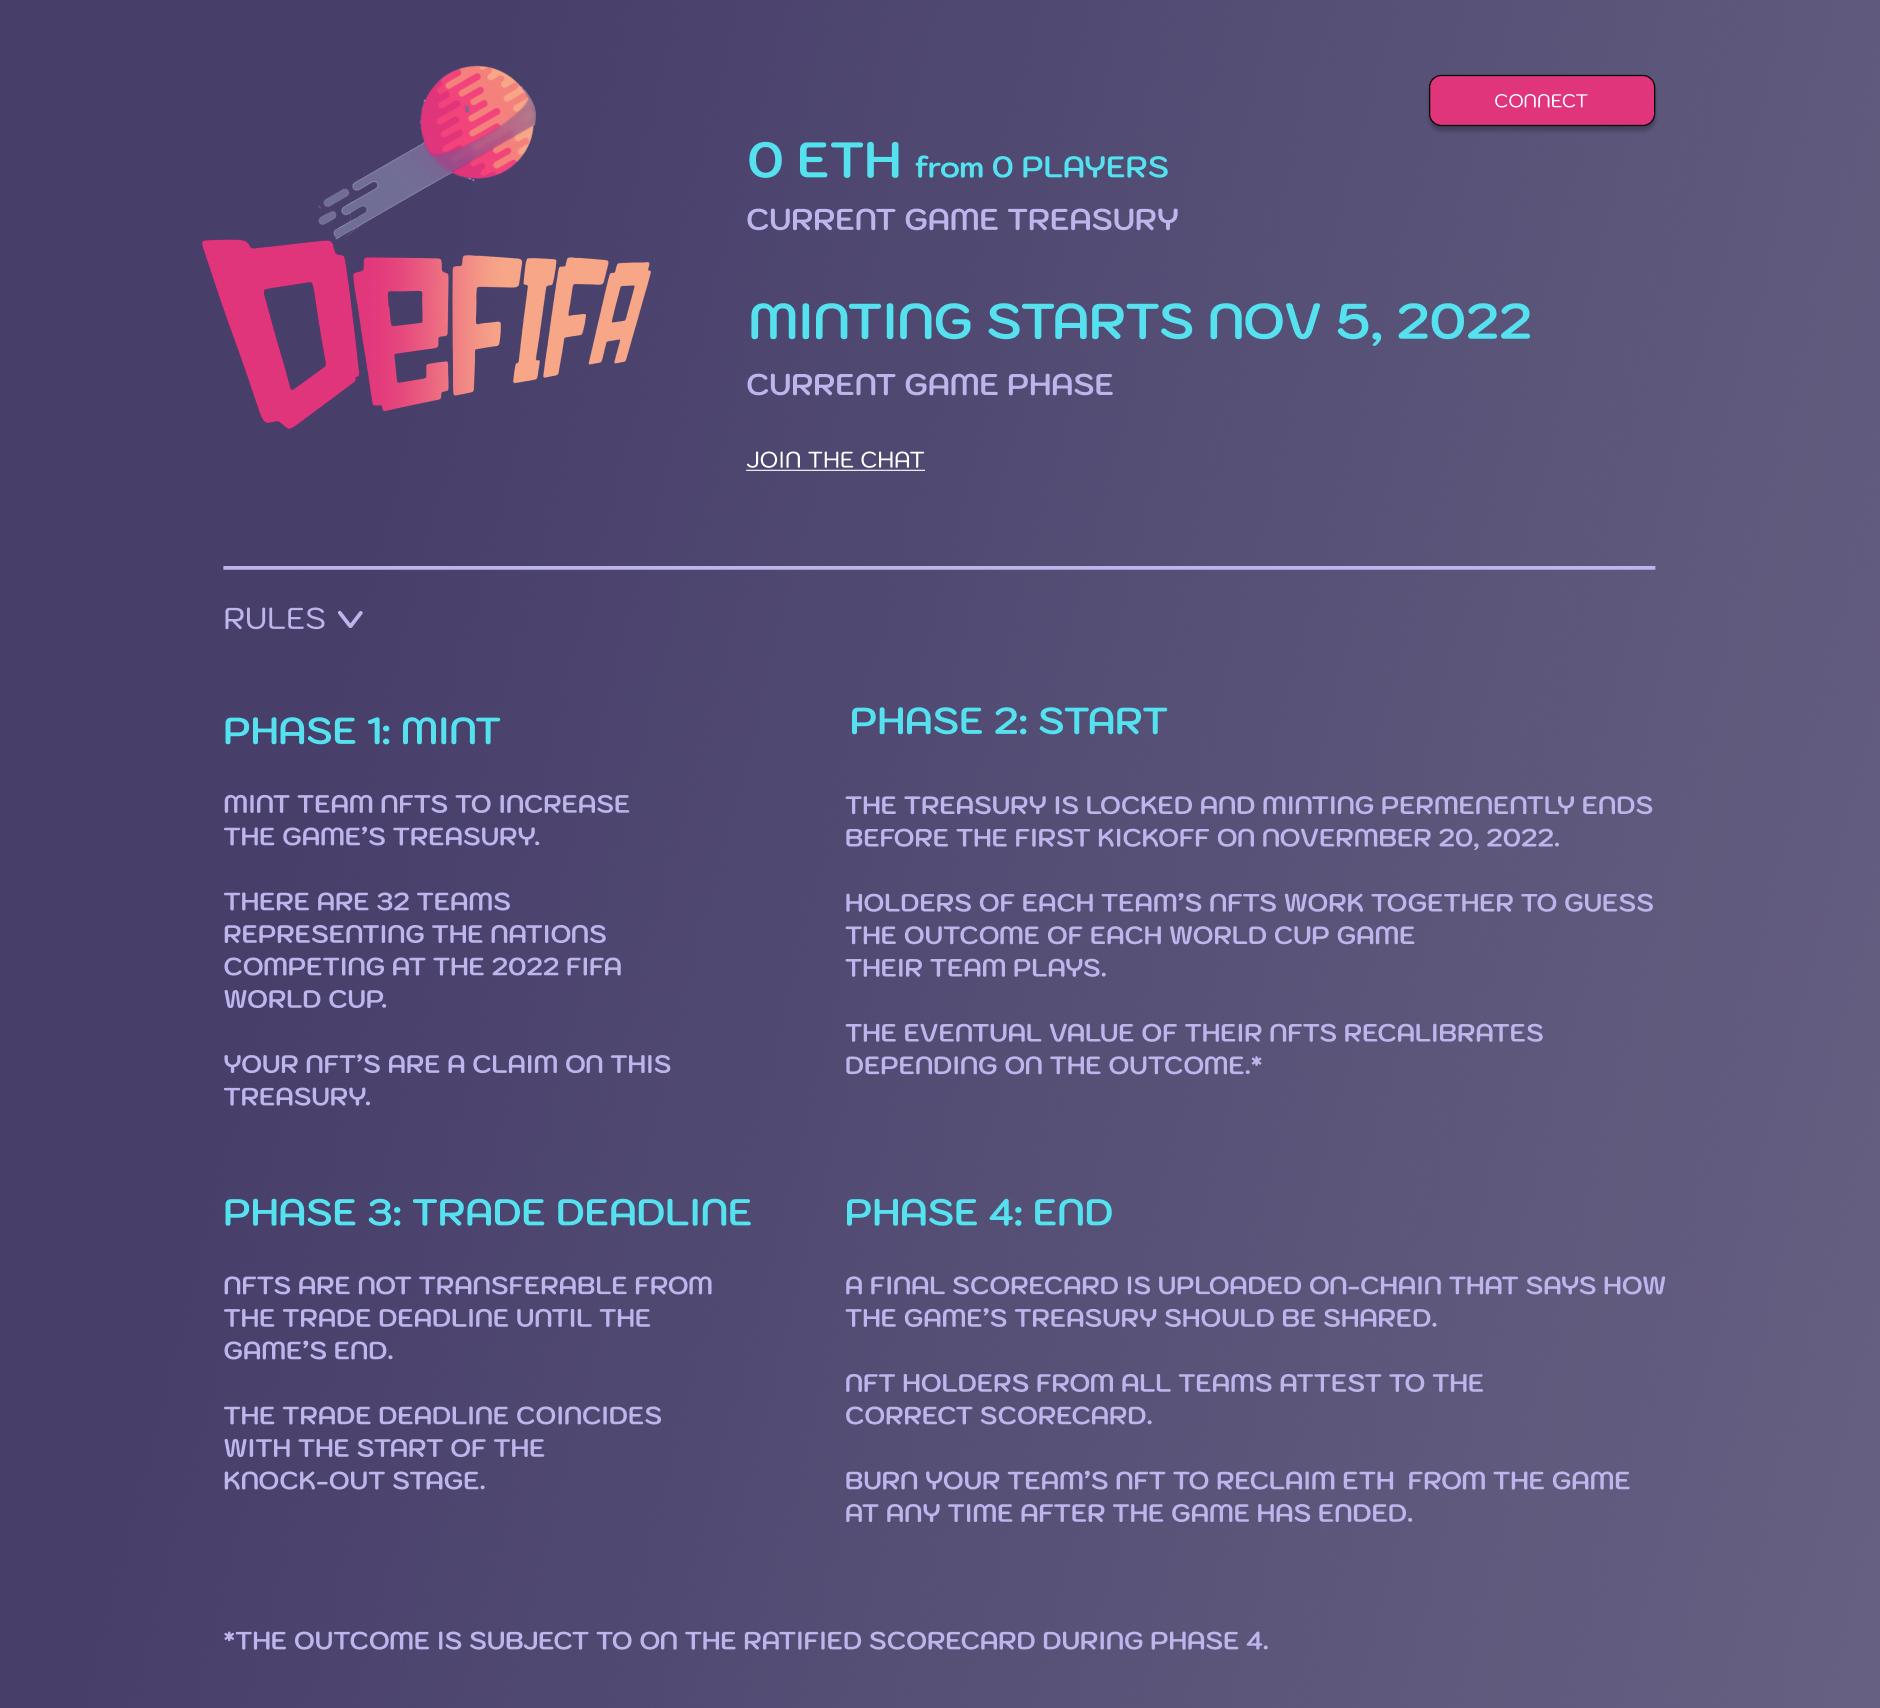 CONNECT
DEFIFA
0 ETH from 0 PLAYERS
CURRENT GAME TREASURY
MINTING STARTS NOV 5, 2022
CURRENT GAME PHASE
JOIN THE CHAT
RULES
PHASE 1: MINT
MINT TEAM NFTS TO INCREASE
THE GAME’S TREASURY.
THERE ARE 32 TEAMS
REPRESENTING THE NATIONS
COMPETING AT THE 2022 FIFA
WORLD CUP.
YOUR NFT’S ARE A CLAIM ON THIS
TREASURY.
PHASE 2: START
THE TREASURY IS LOCKED AND MINTING PERMENENTLY ENDS
BEFORE THE FIRST KICKOFF ON NOVERMBER 20, 2022.
HOLDERS OF EACH TEAM’S NFTS WORK TOGETHER TO GUESS
THE OUTCOME OF EACH WORLD CUP GAME
THEIR TEAM PLAYS.
THE EVENTUAL VALUE OF THEIR NFTS RECALIBRATES
DEPENDING ON THE OUTCOME.*
PHASE 3: TRADE DEADLINE
NFTS ARE NOT TRANSFERABLE FROM
THE TRADE DEADLINE UNTIL THE
GAME’S END.
THE TRADE DEADLINE COINCIDES
WITH THE START OF THE
KNOCK-OUT STAGE.
PHASE 4: END
A FINAL SCORECARD IS UPLOADED ON-CHAIN THAT SAYS HOW
THE GAME’S TREASURY SHOULD BE SHARED.
NFT HOLDERS FROM ALL TEAMS ATTEST TO THE
CORRECT SCORECARD.
BURN YOUR TEAM’S NFT TO RECLAIM ETH  FROM THE GAME
AT ANY TIME AFTER THE GAME HAS ENDED.
*THE OUTCOME IS SUBJECT TO ON THE RATIFIED SCORECARD DURING PHASE 4.